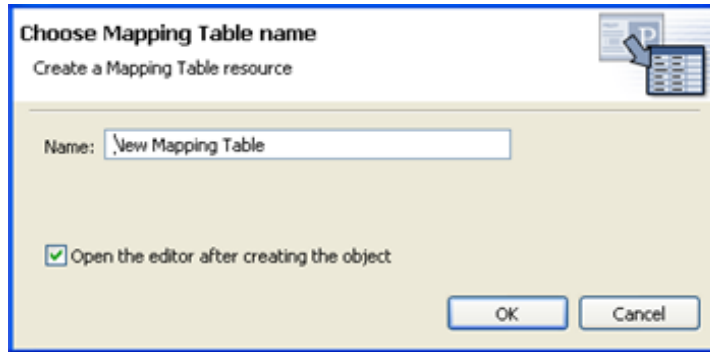 Choose Mapping Table name
Create a Mapping Table resource
P
Name: New Mapping Table
Open the editor after creating the object
OK Cancel